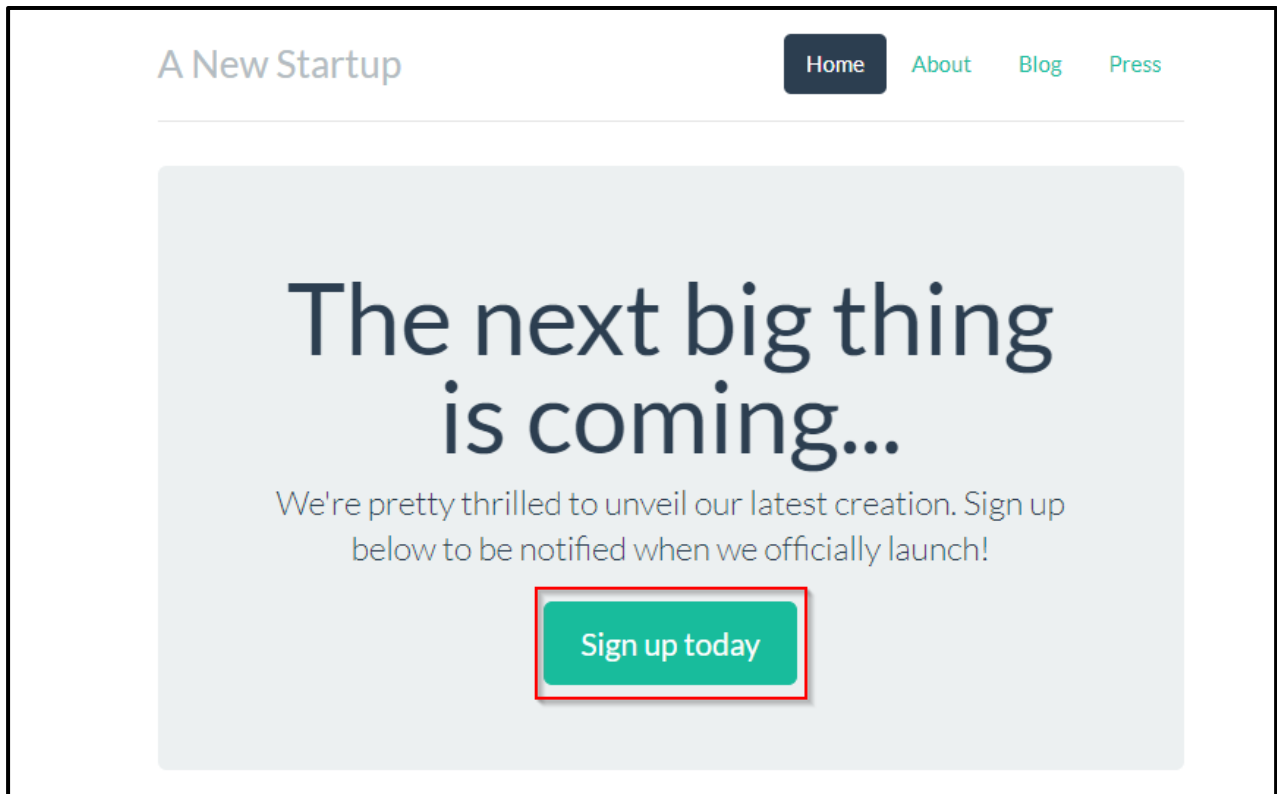 A New Startup
Home About Blog Press
The next big thing
is coming...
We're pretty thrilled to unveil our latest creation. Sign up
below to be notified when we officially launch!
Sign up today